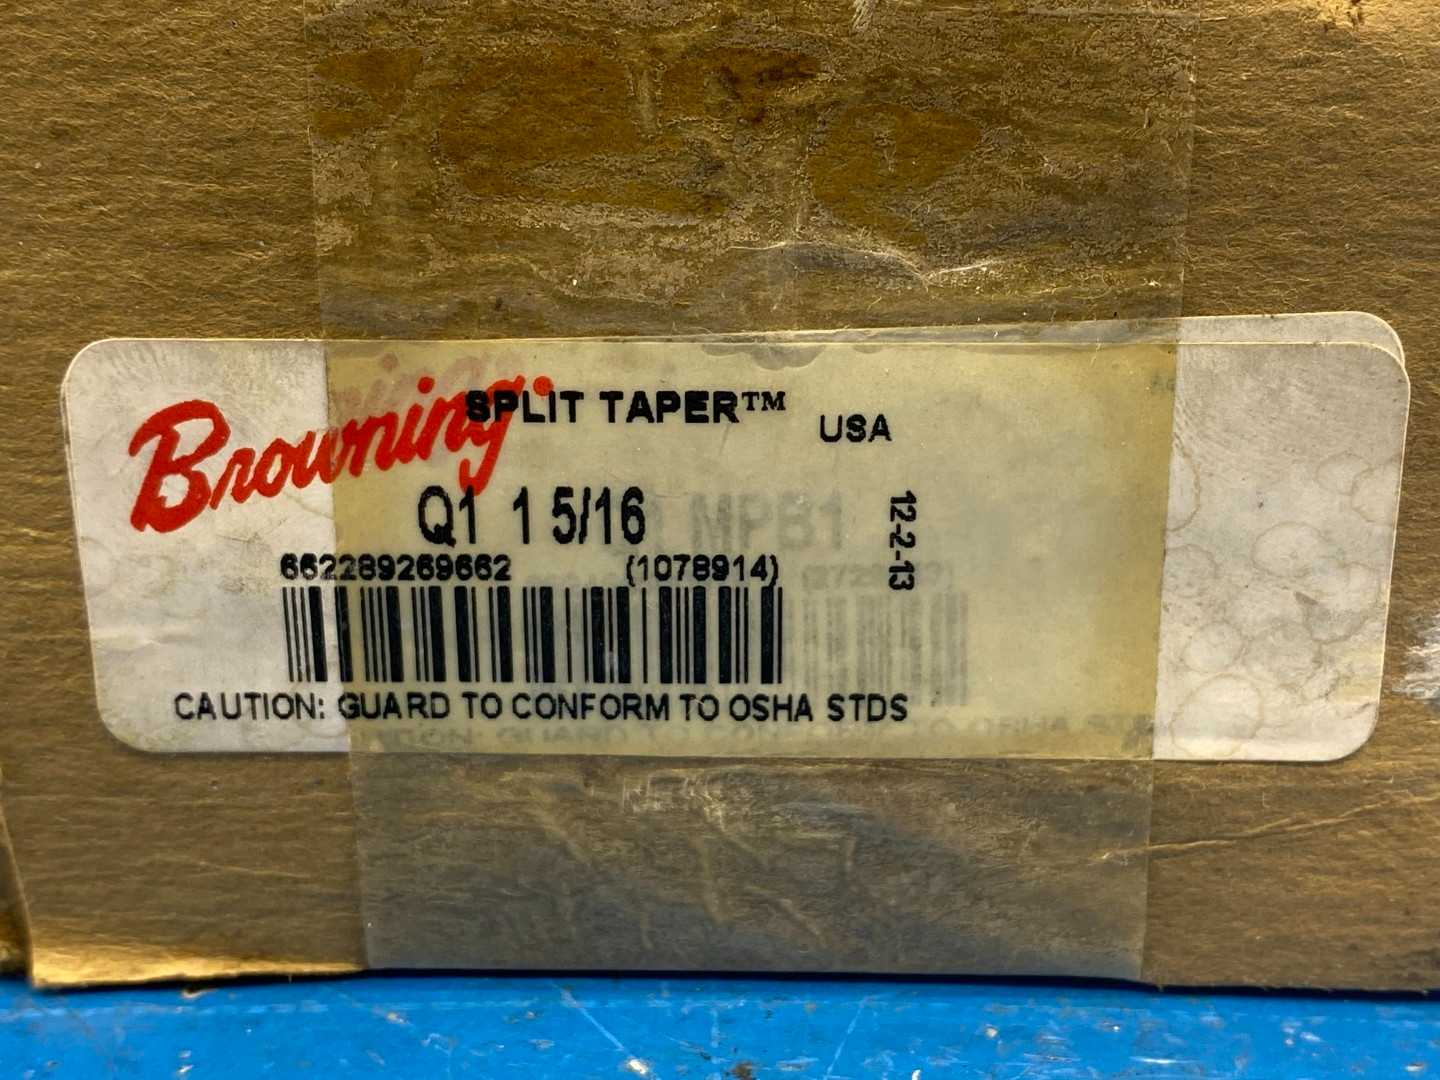 Browning
SPLIT TAPER™
USA
Q1 1 5/16
MPB1
12-2-13
662289269662 (1078914)
CAUTION: GUARD TO CONFORM TO OSHA STDS